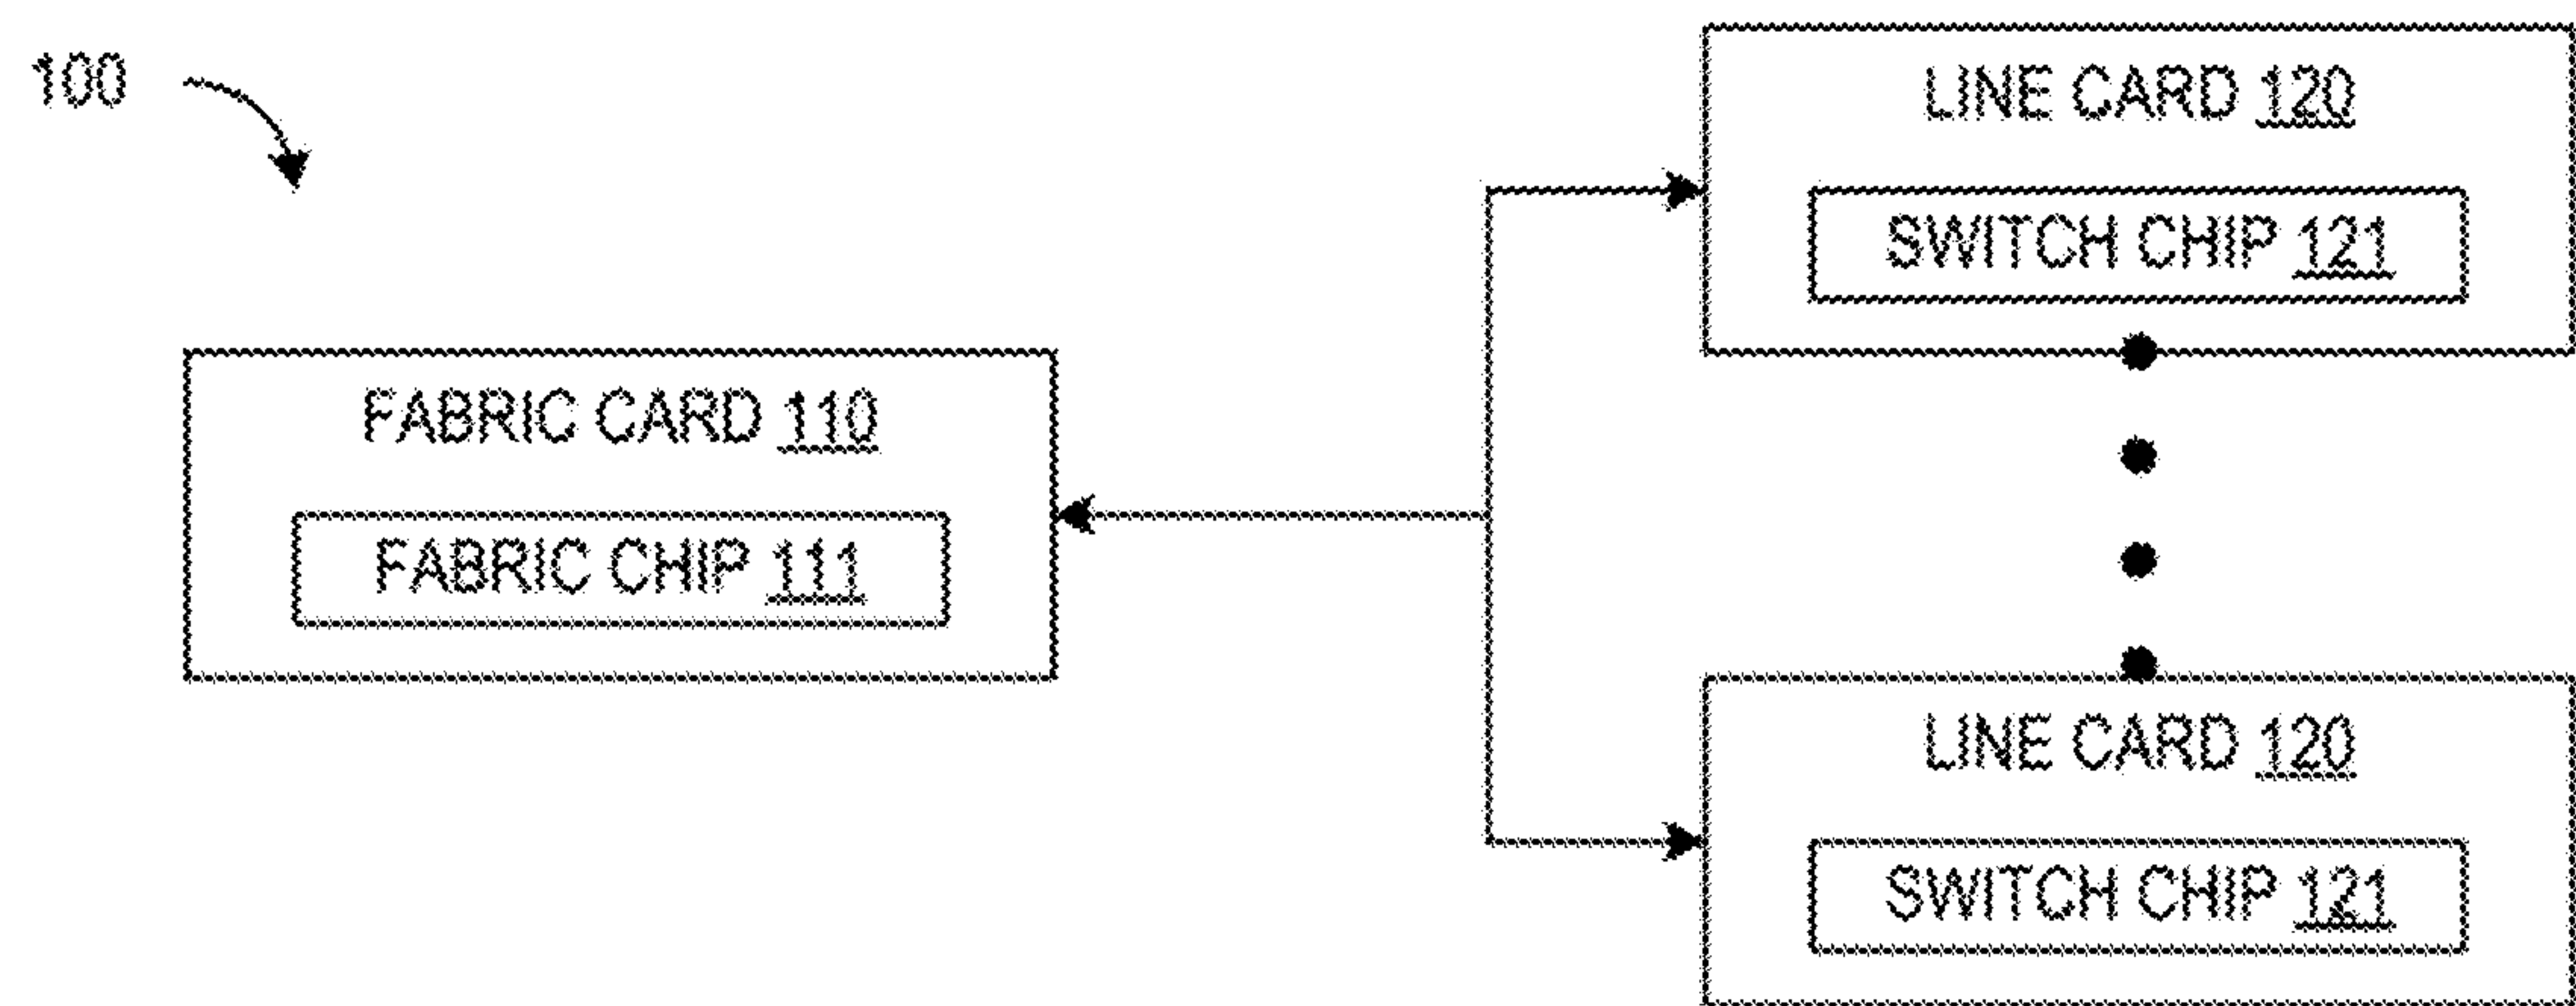 100
LINE CARD 120
SWITCH CHIP 121
FABRIC CARD 110
FABRIC CHIP 111
LINE CARD 120
SWITCH CHIP 121